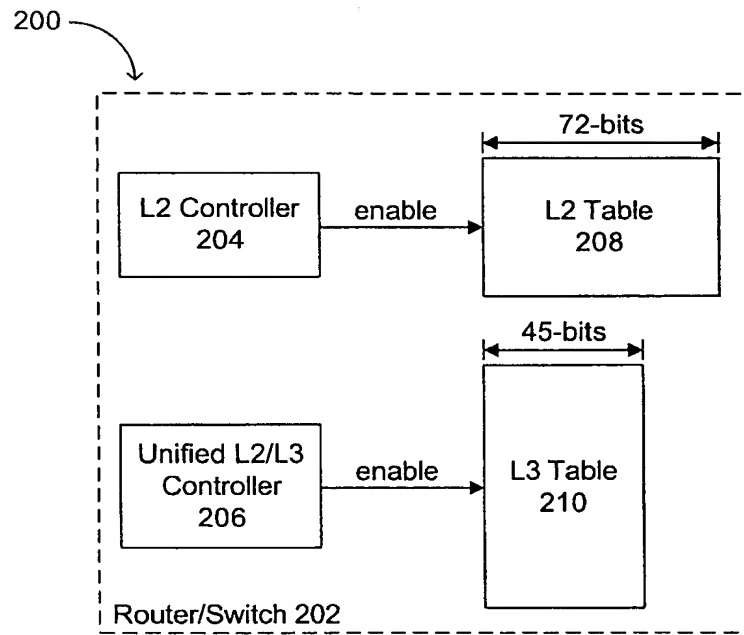 200
72-bits
L2 Controller
204
enable
L2 Table
208
45-bits
Unified L2/L3
Controller
206
enable
L3 Table
210
Router/Switch 202